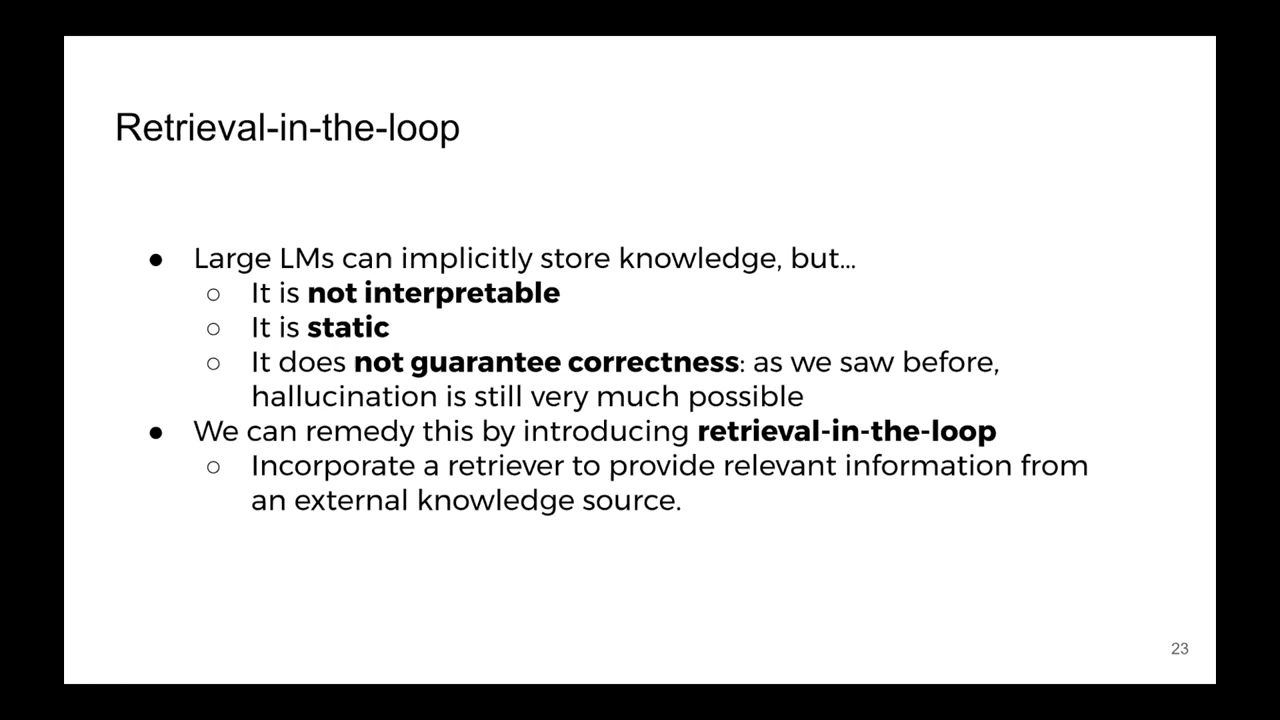 Retrieval-in-the-loop
● Large LMs can implicitly store knowledge, but...
○ It is not interpretable
○ It is static
○ It does not guarantee correctness: as we saw before,
hallucination is still very much possible
● We can remedy this by introducing retrieval-in-the-loop
○ Incorporate a retriever to provide relevant information from
an external knowledge source.
23